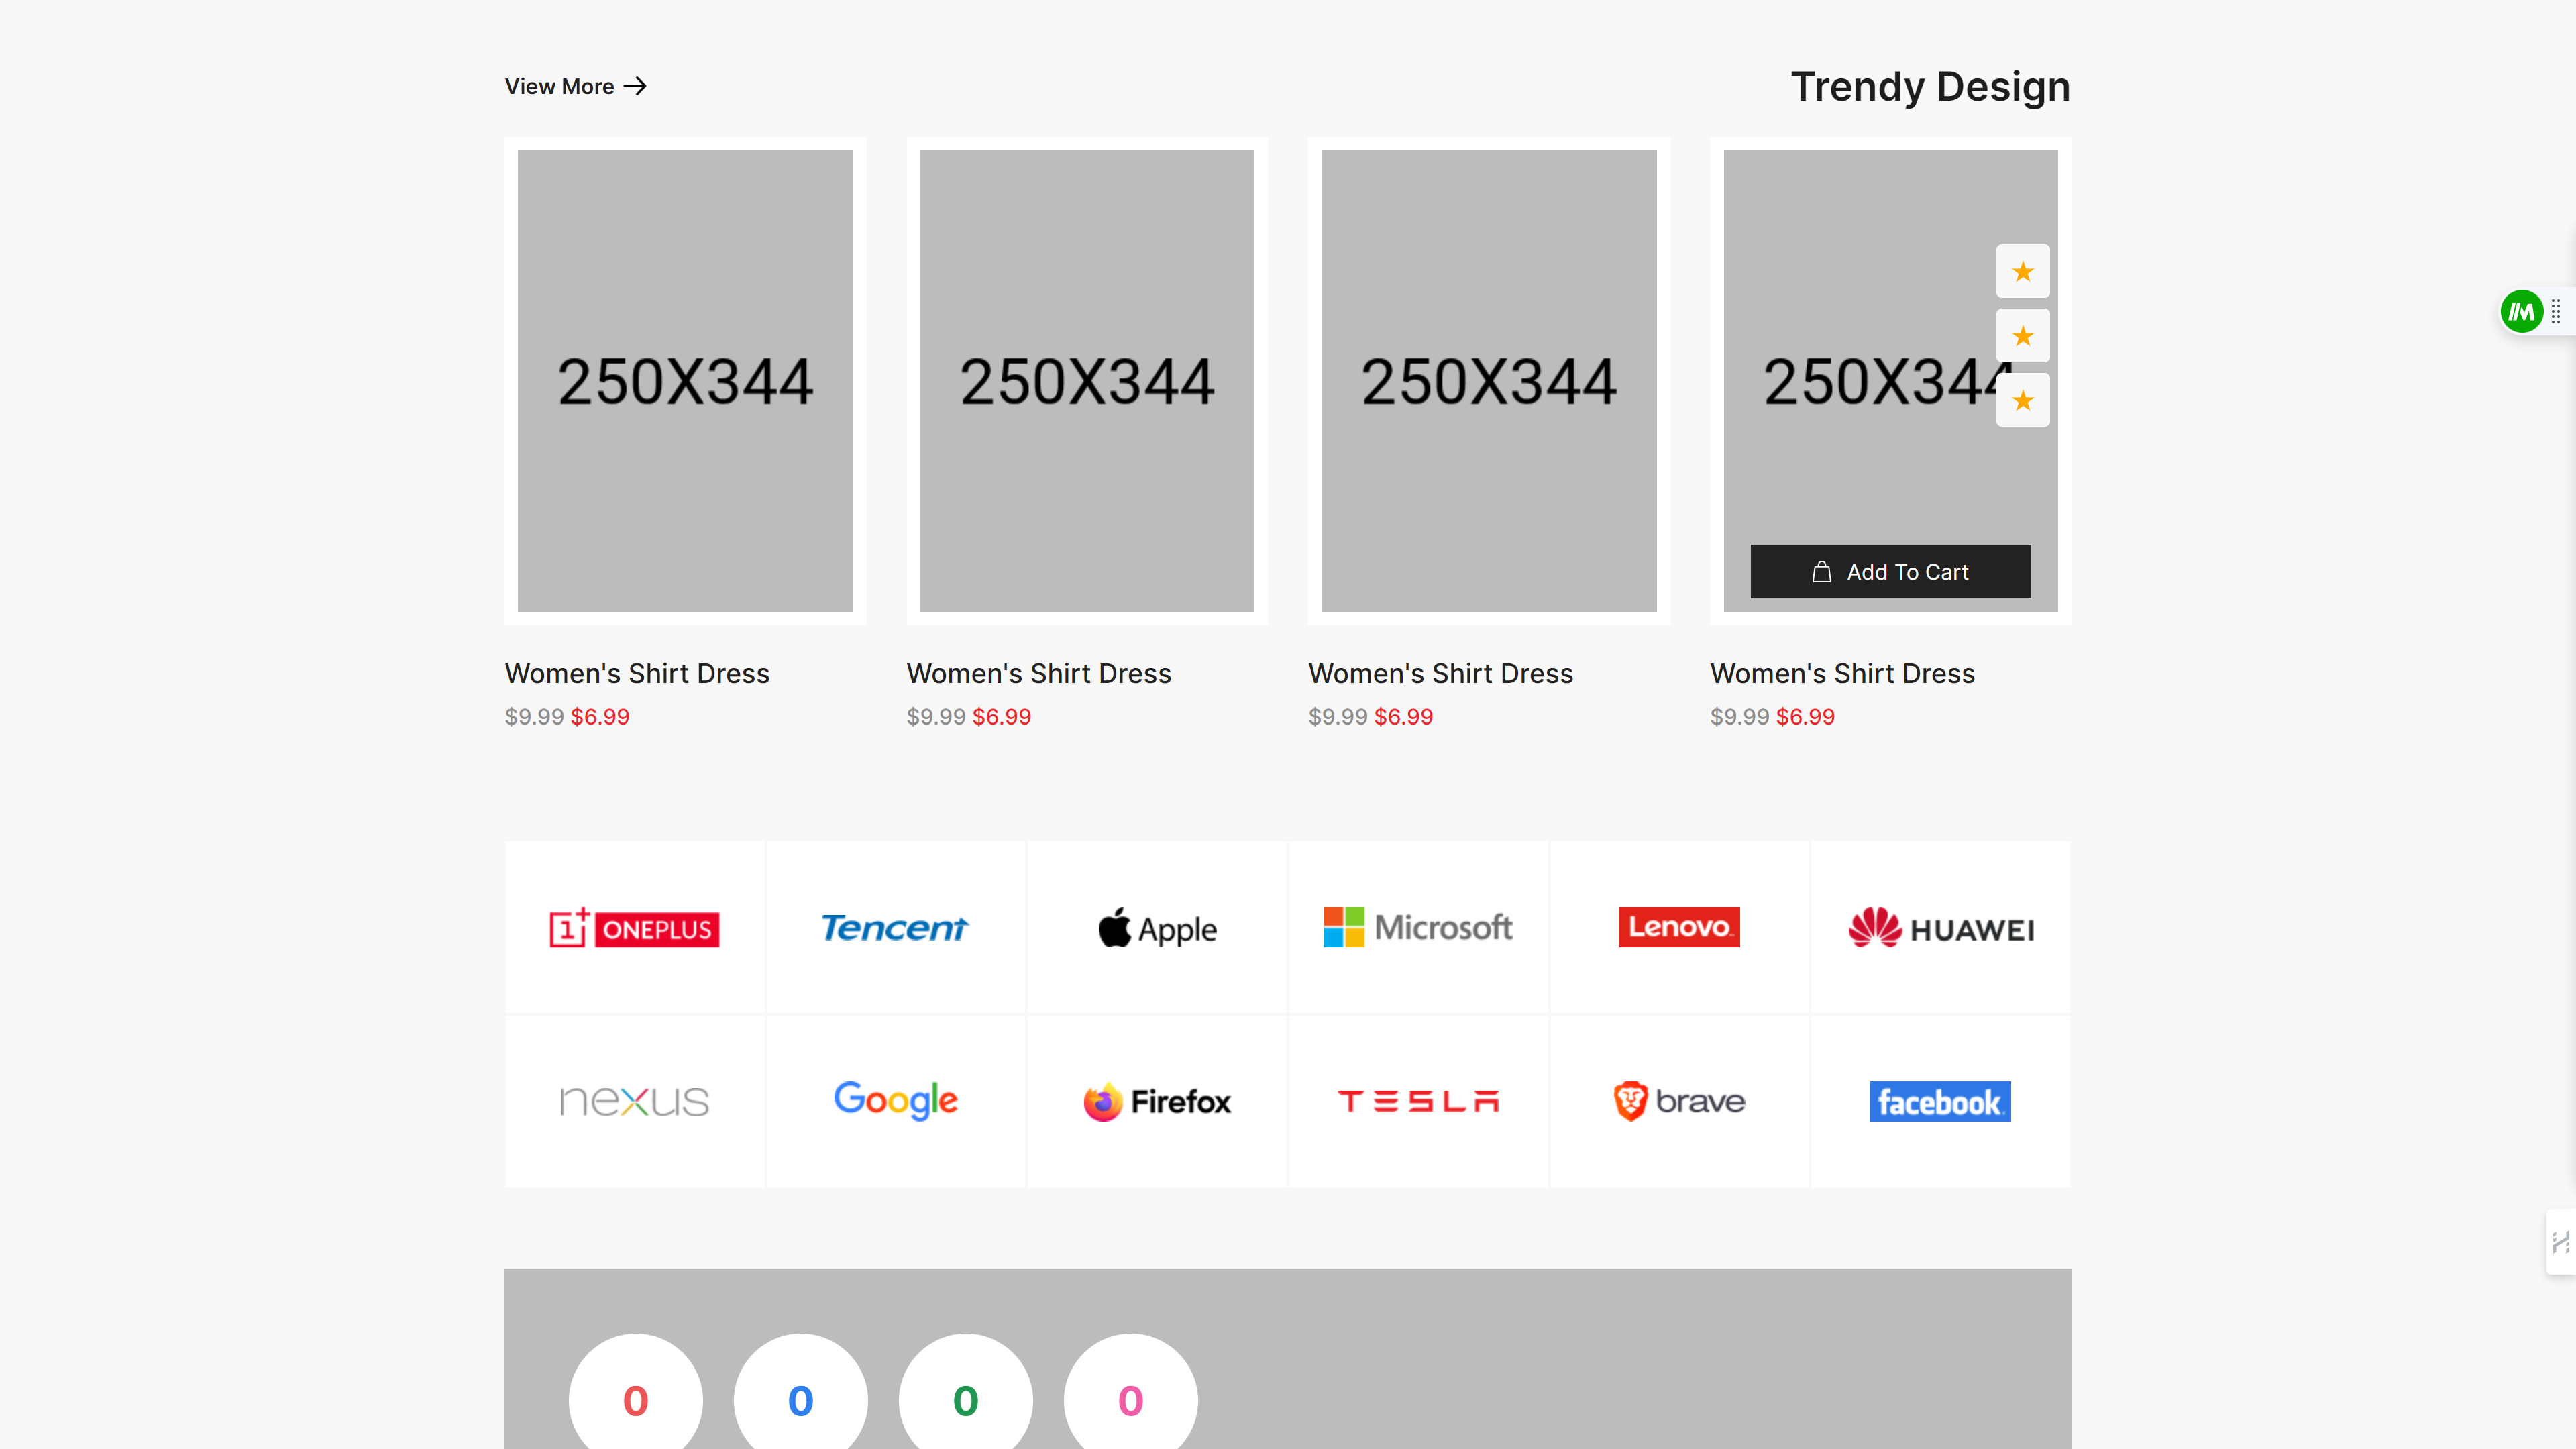 View More
Trendy Design
250X344
250X344
250X344
250X344
Add To Cart
Women's Shirt Dress
$9.99 $6.99
Women's Shirt Dress
$9.99 $6.99
Women's Shirt Dress
$9.99 $6.99
Women's Shirt Dress
$9.99 $6.99
1+ ONEPLUS
Tencent
Apple
Microsoft
Lenovo
HUAWEI
nexus
Google
Firefox
TESLA
brave
facebook
0
0
0
0